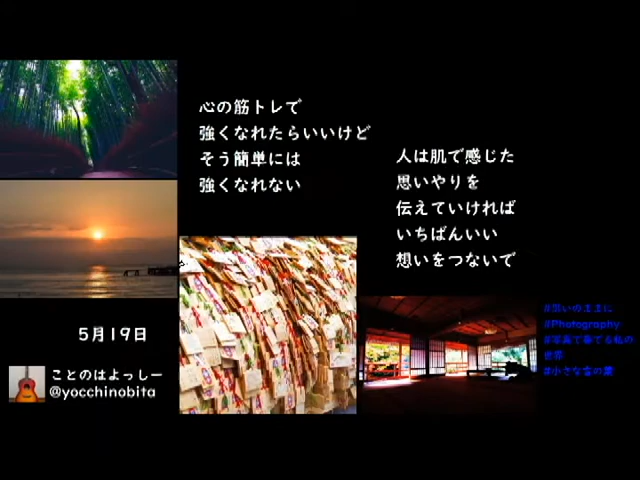 心の筋トレで
強くなれたらいいけど
そう簡単には
強くなれない
人は肌で感じた
思いやりを
伝えていければ
いちばんいい
想いをつないで
5月19日
ことのはよっしー
@yocchinobita
#思いのままに
#Photography
#写真で奏でる私の
世界
#小さな言の葉